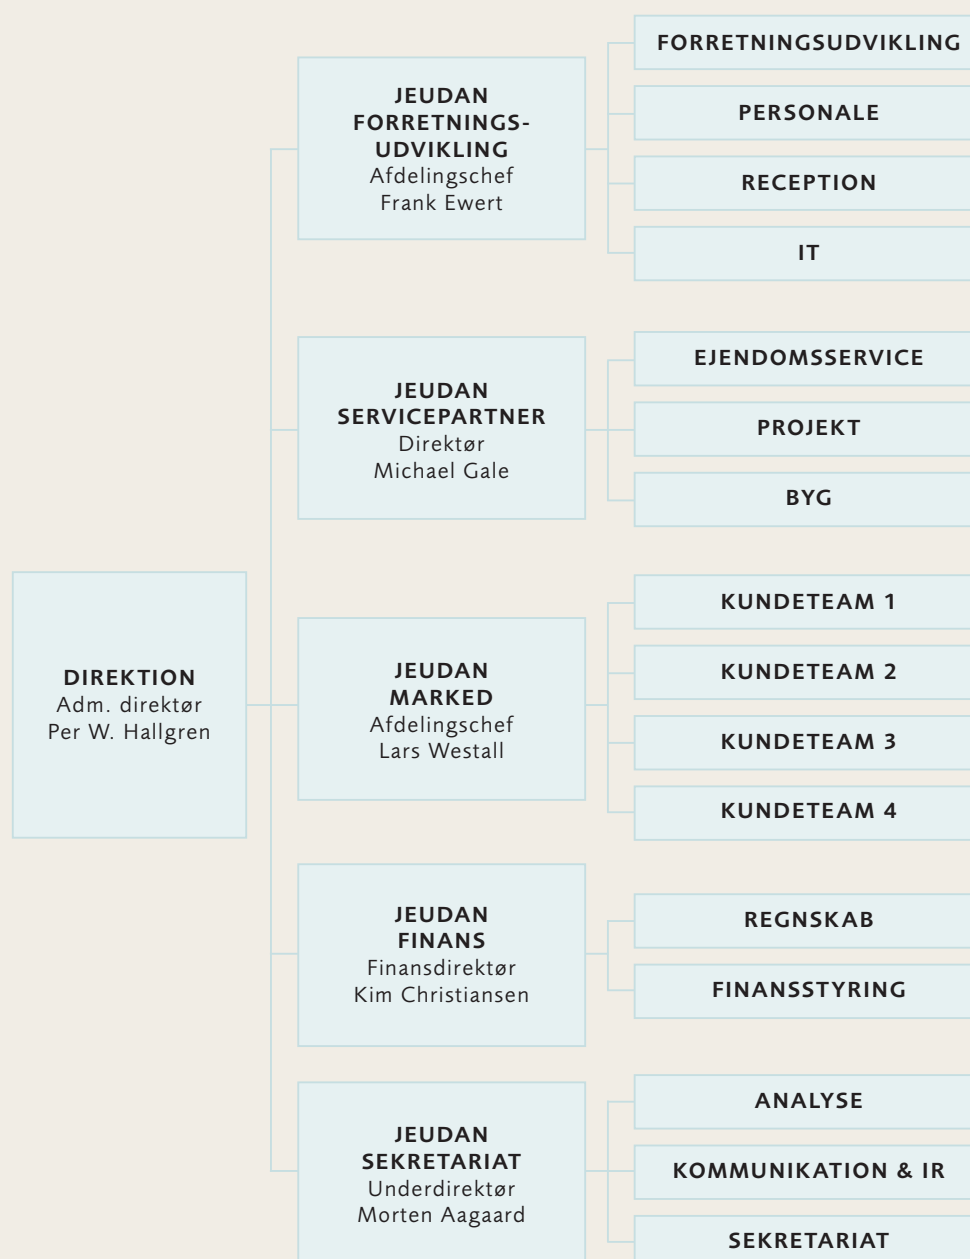 DIREKTION
Adm. direktør
Per W. Hallgren
JEUDAN
FORRETNINGS-
UDVIKLING
Afdelingschef
Frank Ewert
FORRETNINGSUDVIKLING
PERSONALE
RECEPTION
IT
JEUDAN
SERVICEPARTNER
Direktør
Michael Gale
EJENDOMSSERVICE
PROJEKT
BYG
JEUDAN
MARKED
Afdelingschef
Lars Westall
KUNDETEAM 1
KUNDETEAM 2
KUNDETEAM 3
KUNDETEAM 4
JEUDAN
FINANS
Finansdirektør
Kim Christiansen
REGNSKAB
FINANSSTYRING
JEUDAN
SEKRETARIAT
Underdirektør
Morten Aagaard
ANALYSE
KOMMUNIKATION & IR
SEKRETARIAT